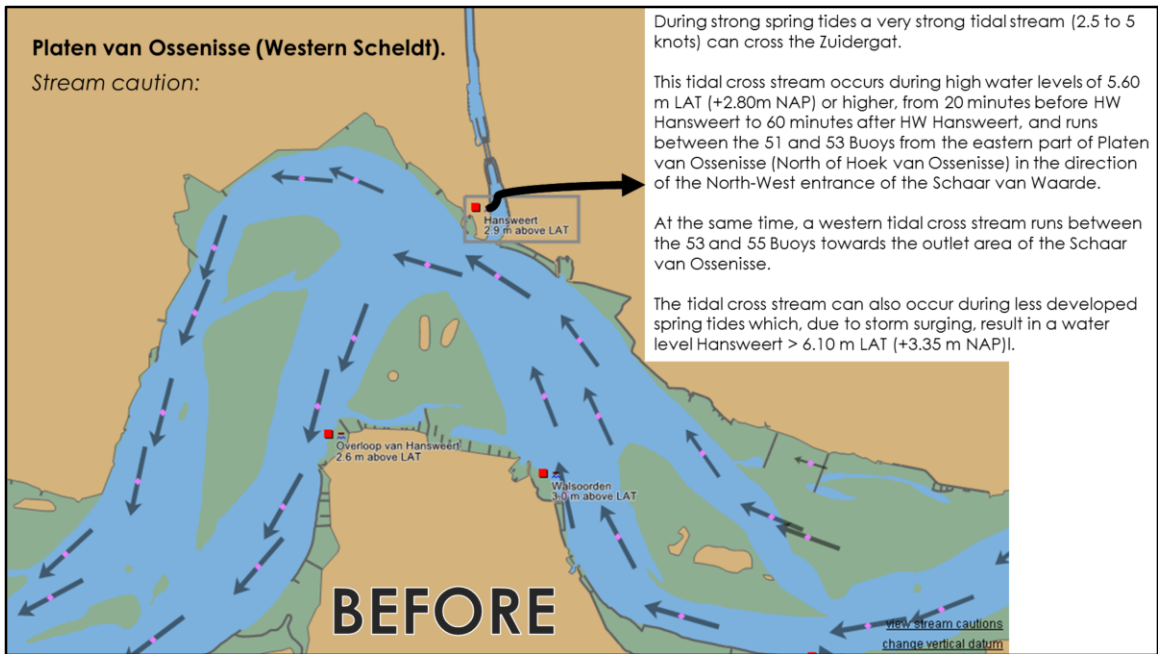 Platen van Ossenisse (Western Scheldt).
Stream caution:
During strong spring tides a very strong tidal stream (2.5 to 5
knots) can cross the Zuidergat.
This tidal cross stream occurs during high water levels of 5.60
m LAT (+2.80m NAP) or higher, from 20 minutes before HW
Hansweert to 60 minutes after HW Hansweert, and runs
between the 51 and 53 Buoys from the eastern part of Platen
van Ossenisse (North of Hoek van Ossenisse) in the direction
of the North-West entrance of the Schaar van Waarde.
At the same time, a western tidal cross stream runs between
the 53 and 55 Buoys towards the outlet area of the Schaar
van Ossenisse.
The tidal cross stream can also occur during less developed
spring tides which, due to storm surging, result in a water
level Hansweert > 6.10 m LAT (+3.35 m NAP)l.
Hansweert
2.9 m above LAT
Overloop van Hansweert
2.6 m above LAT
Walsoorden
3.0 m above LAT
BEFORE
view stream cautions
change vertical datum